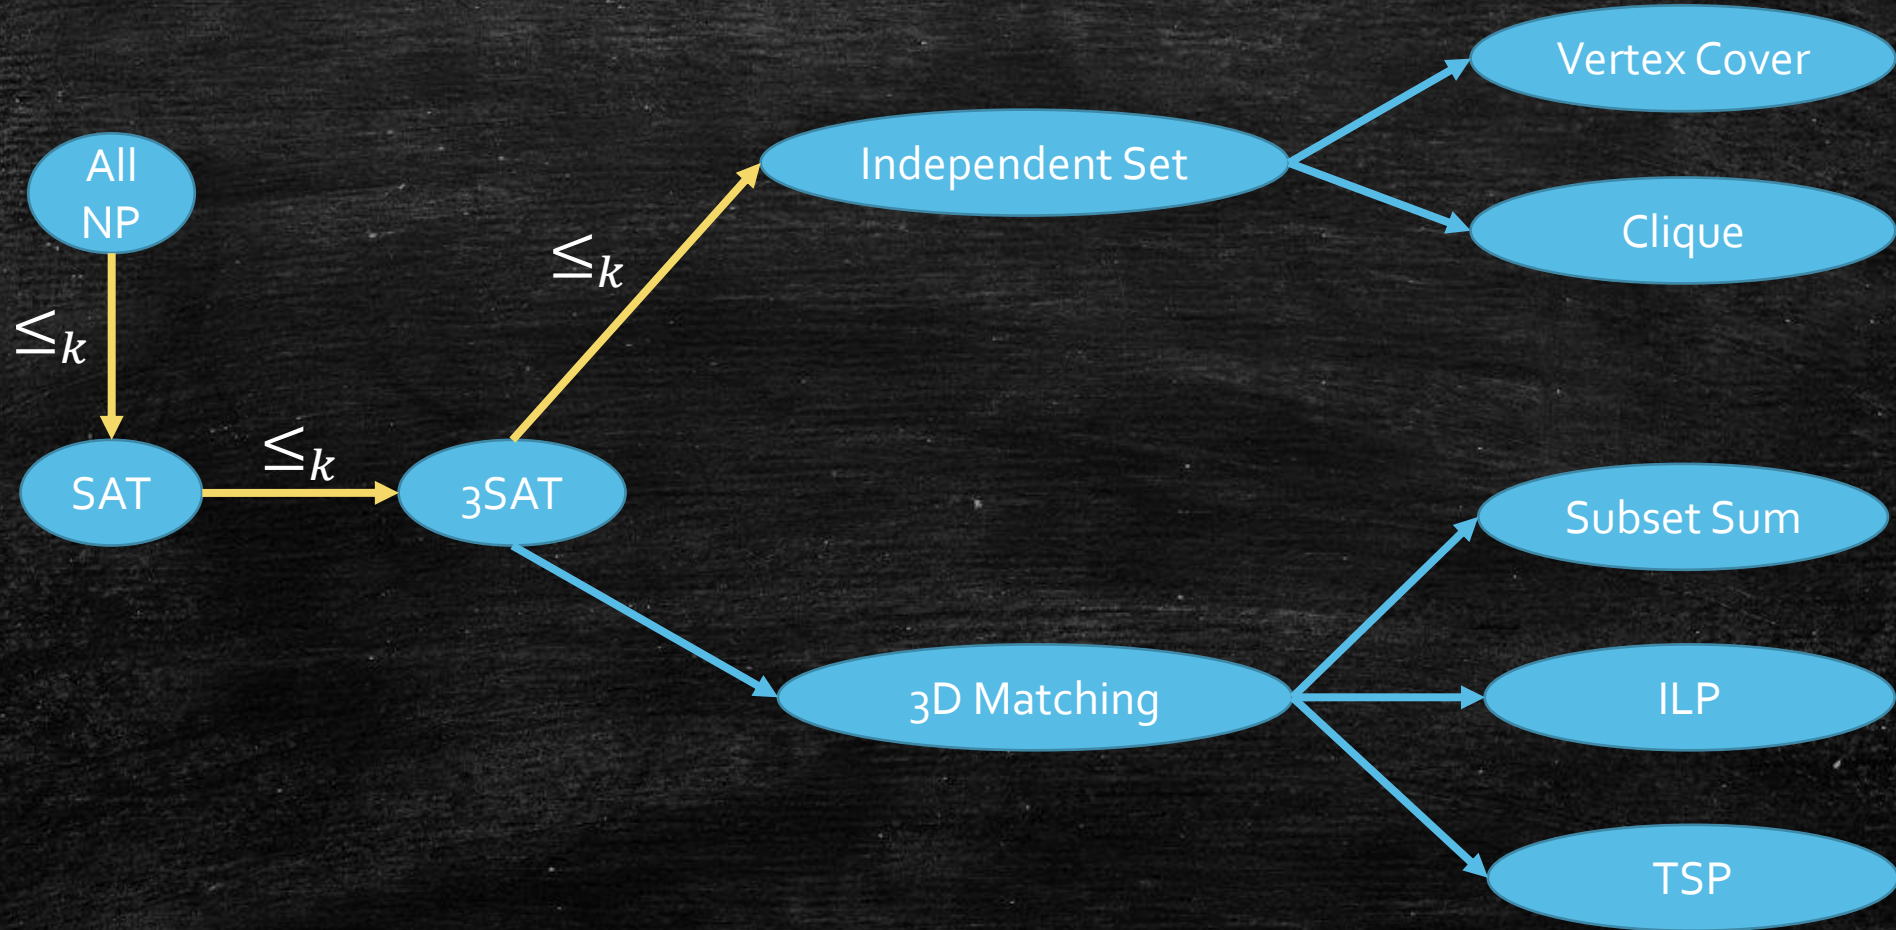 Vertex Cover
All
NP
Independent Set
Clique
≤k
≤k
≤k
SAT
3SAT
Subset Sum
3D Matching
ILP
TSP